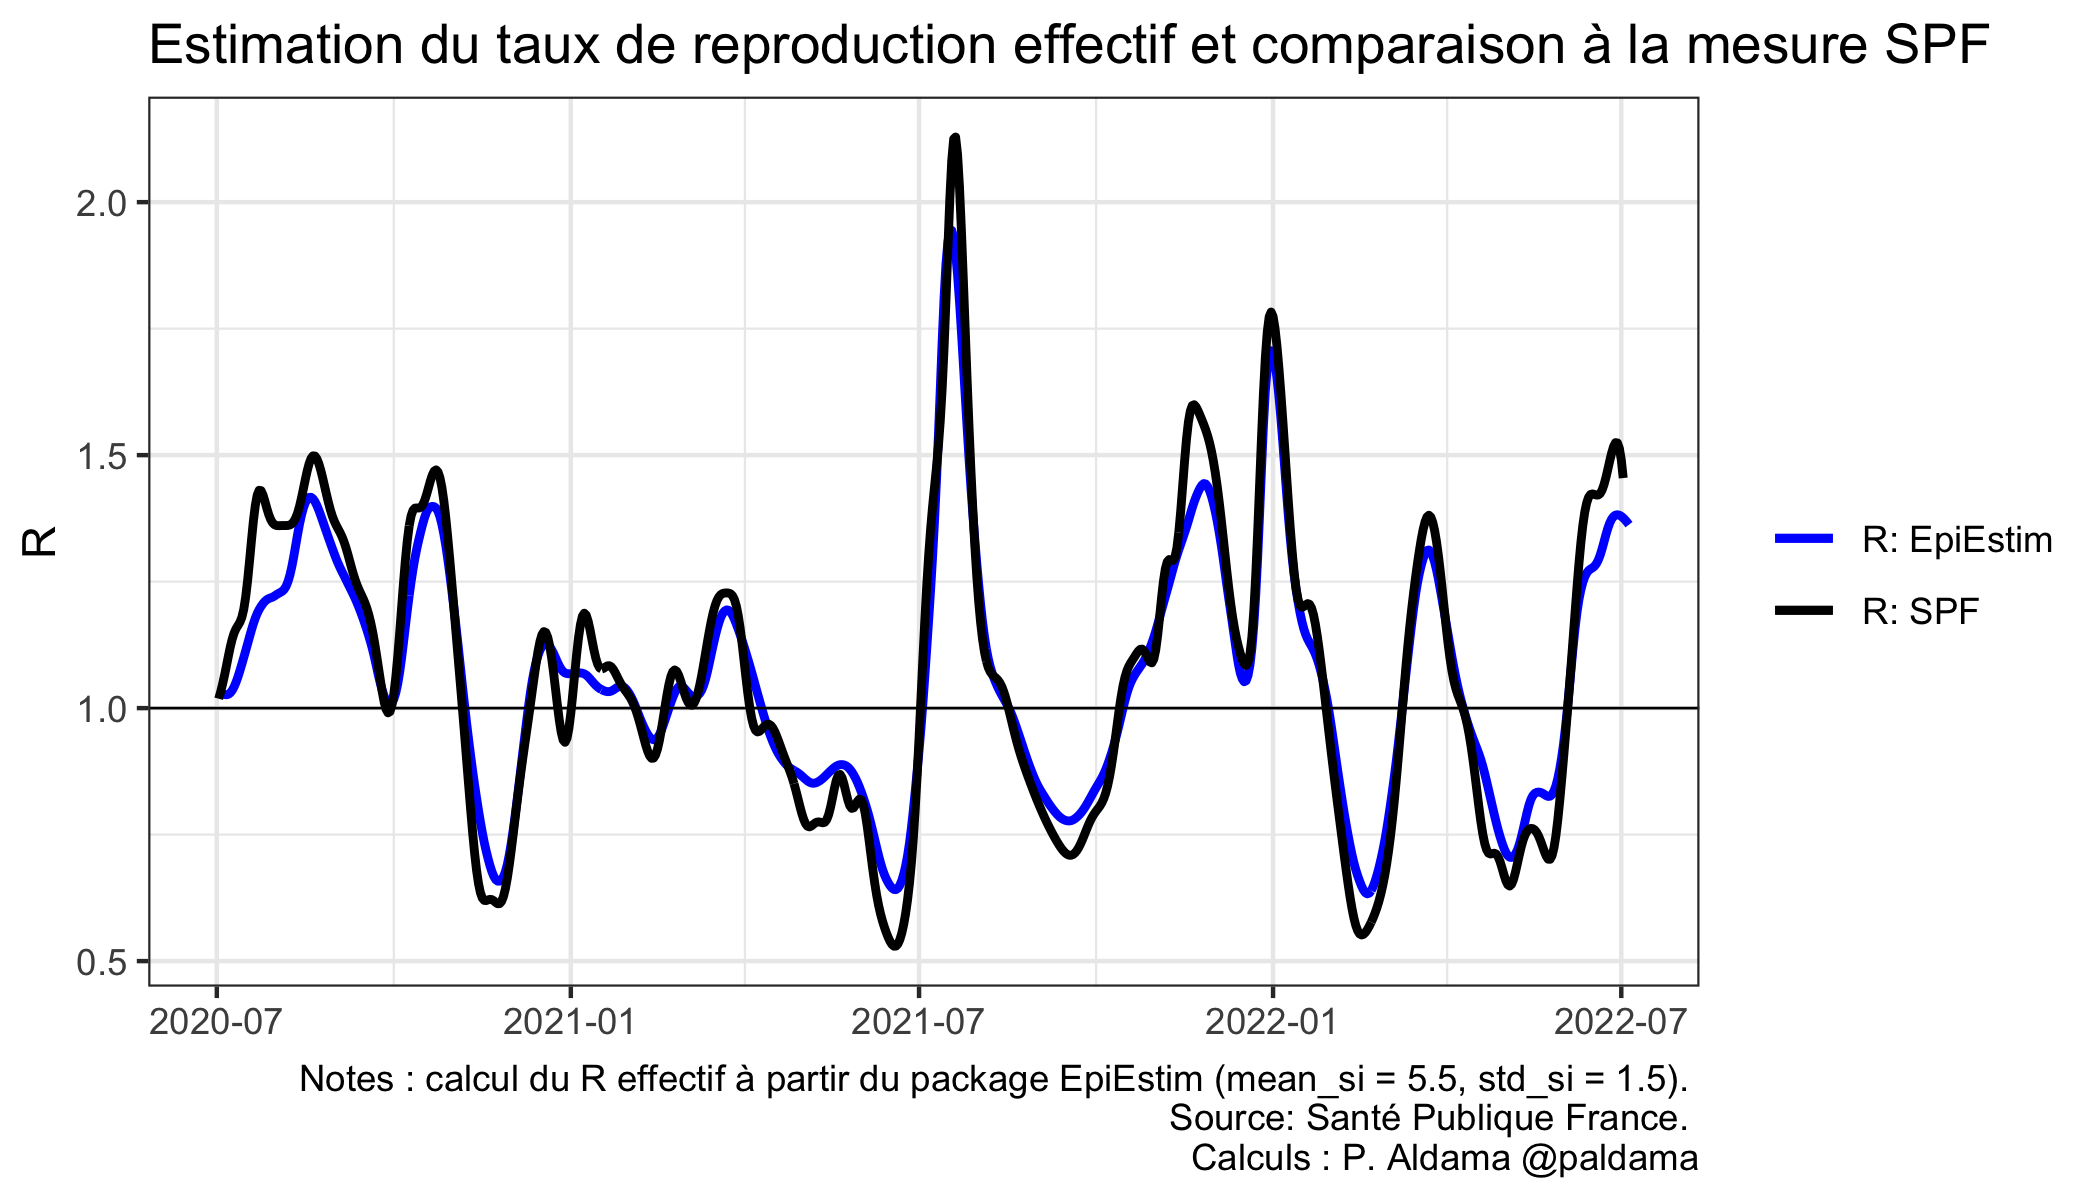 Estimation du taux de reproduction effectif et comparaison à la mesure SPF
R
2.0
1.5
1.0
0.5
2020-07
2021-01
2021-07
2022-01
2022-07
R: EpiEstim
R: SPF
Notes : calcul du R effectif à partir du package EpiEstim (mean_si = 5.5, std_si = 1.5).
Source: Santé Publique France.
Calculs : P. Aldama @paldama